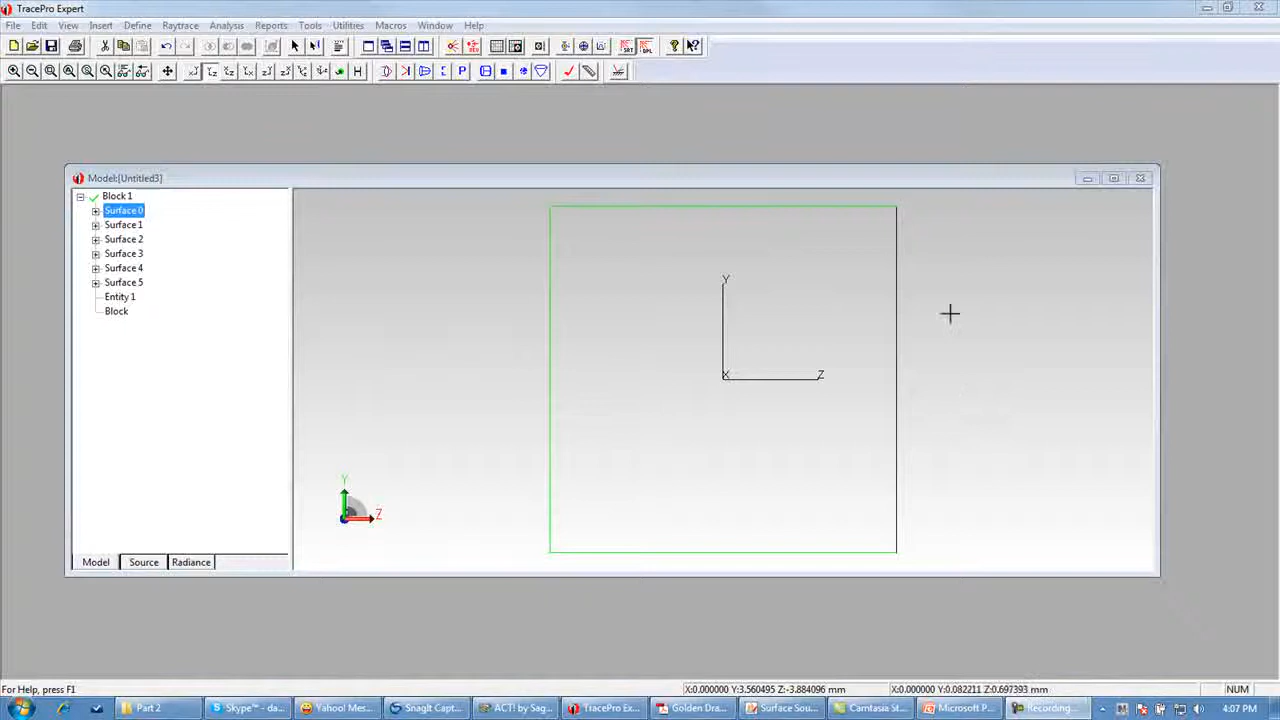 TracePro Expert
File Edit View Insert Define Raytrace Analysis Reports Tools Utilities Macros Window Help
Model:[Untitled3]
Block 1
Surface 0
Surface 1
Surface 2
Surface 3
Surface 4
Surface 5
Entity 1
Block
Y
X
Z
Y
Z
Model Source Radiance
For Help, press F1 X:0.000000 Y:3.560495 Z:-3.884096 mm X:0.000000 Y:0.082211 Z:0.697393 mm NUM
Part 2 Skype™ - da... Yahoo! Mes... SnagIt Capt... ACT! by Sag... TracePro Ex... Golden Dra... Surface Sou... Camtasia St... Microsoft P... Recording... 4:07 PM